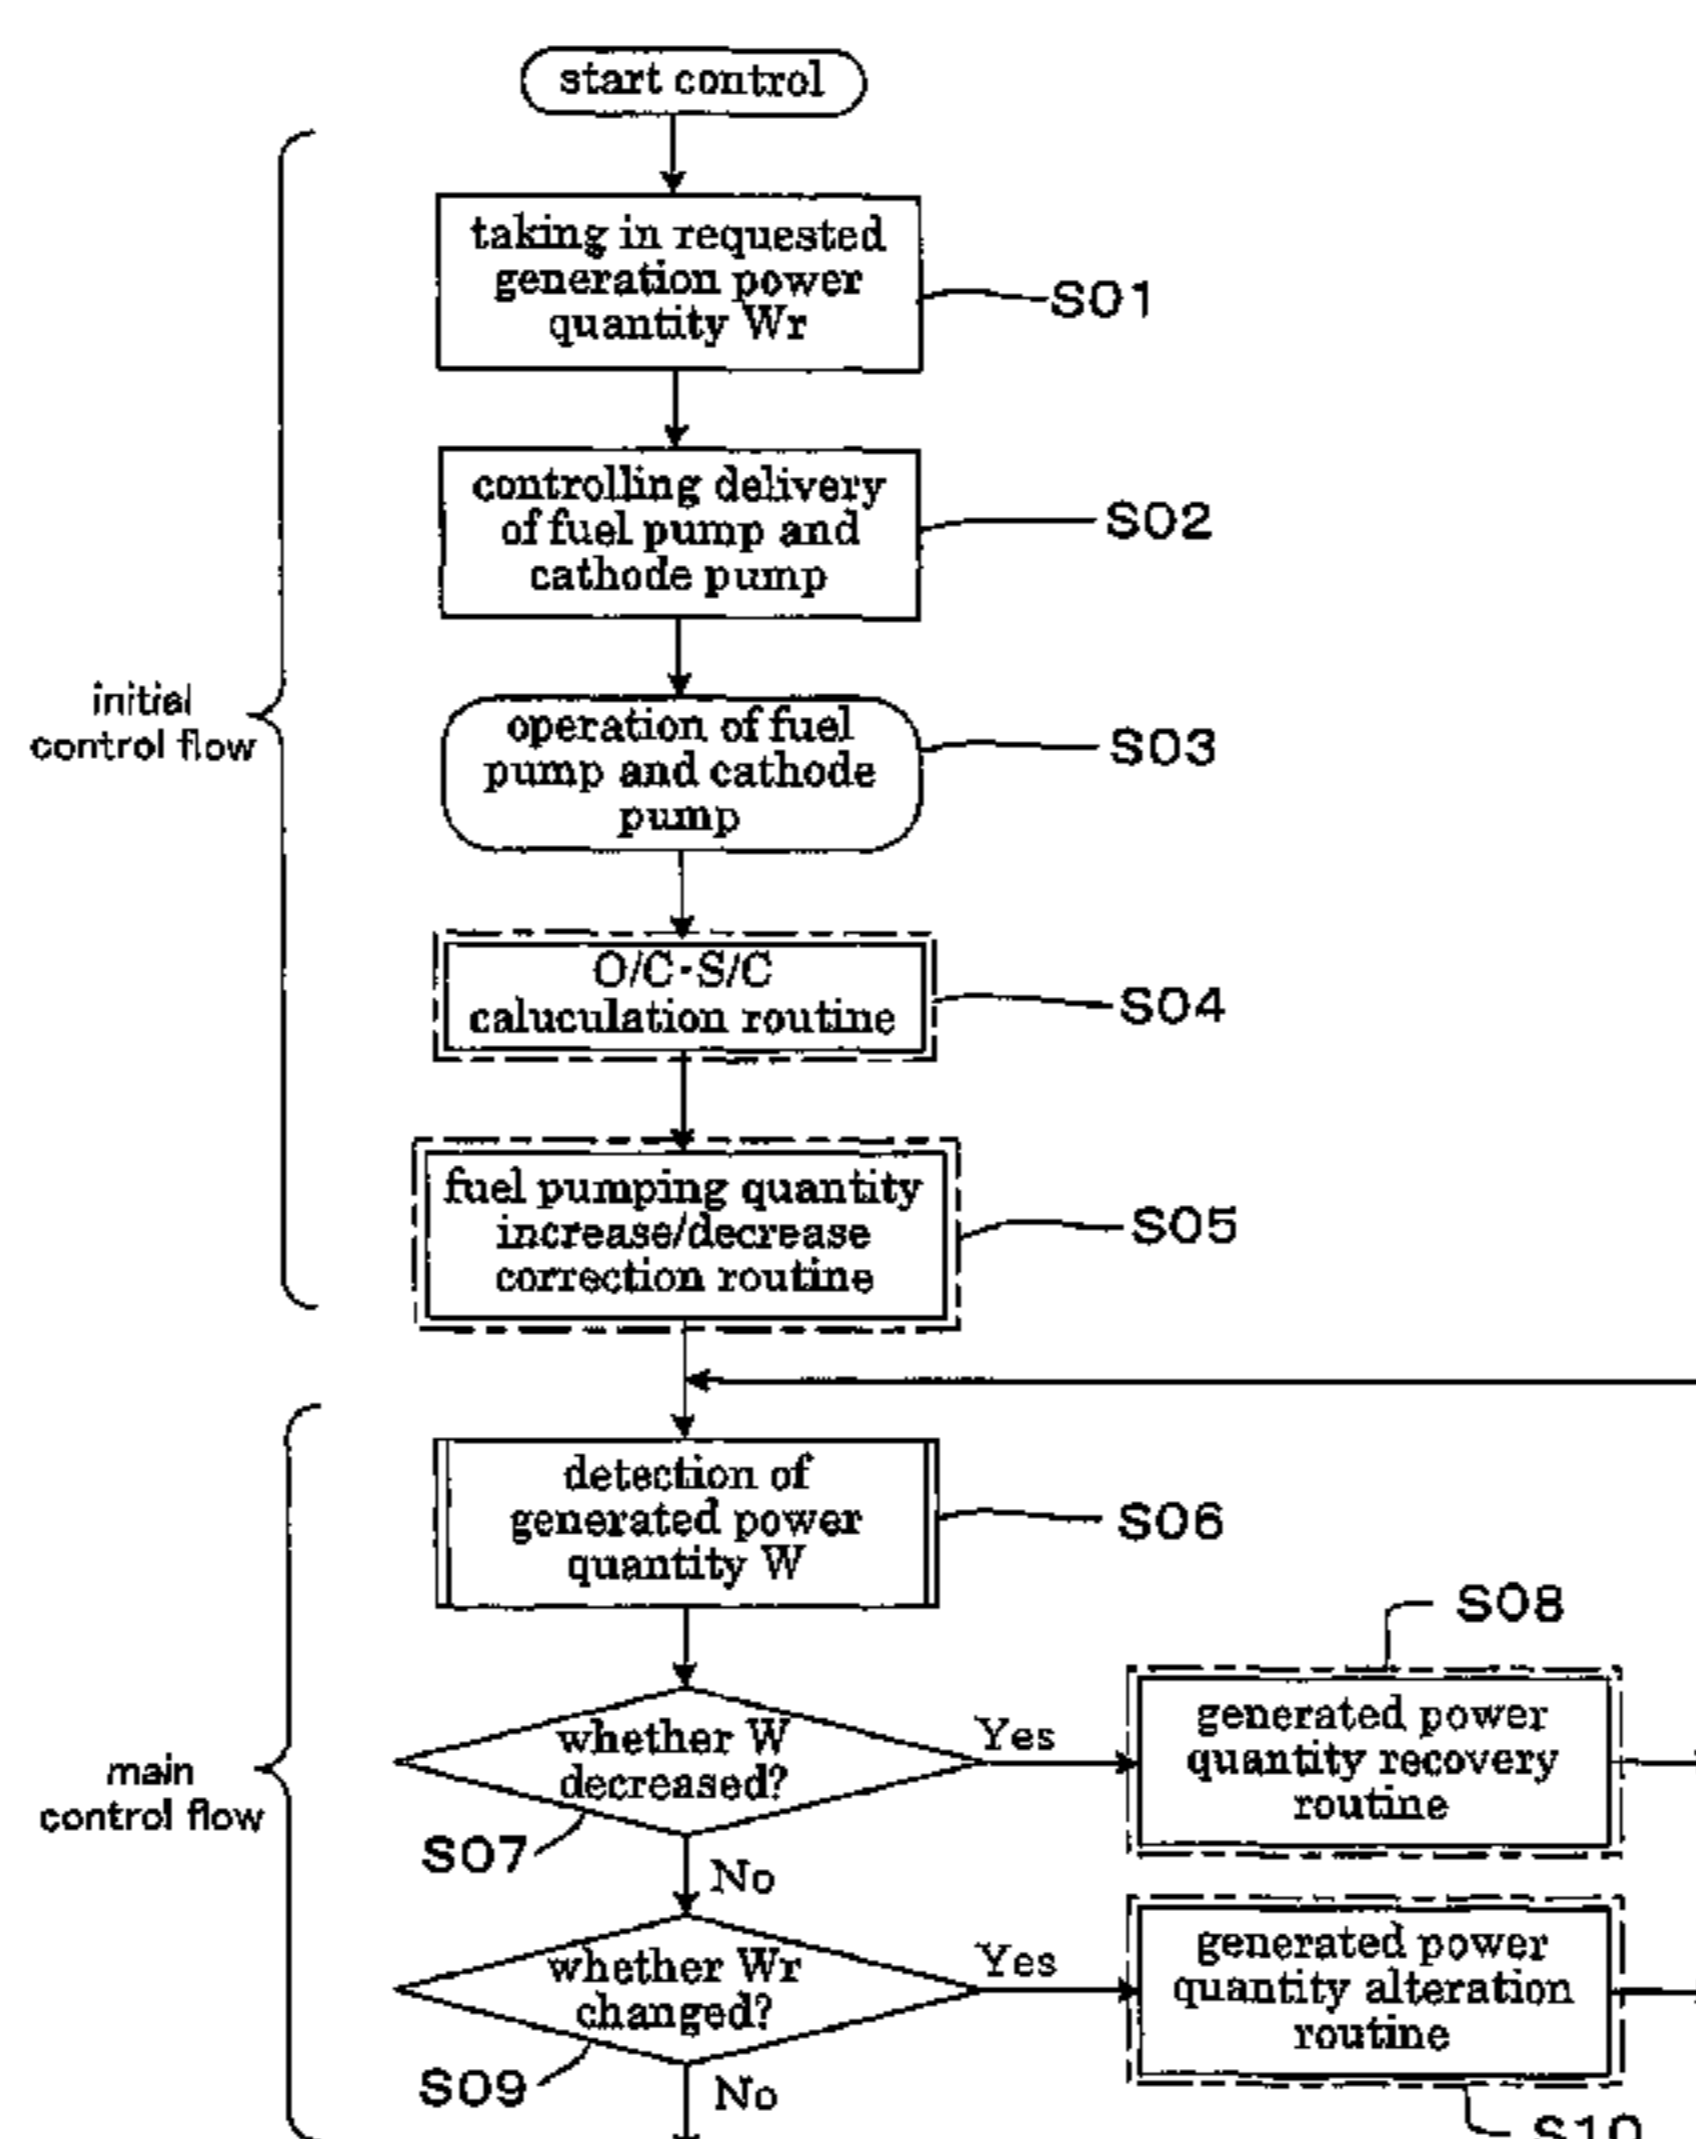 start control
taking in requested
generation power
quantity Wr
S01
controlling delivery
of fuel pump and
cathode pump
S02
initial
control flow
operation of fuel
pump and cathode
pump
S03
O/C·S/C
caluculation routine
S04
fuel pumping quantity
increase/decrease
correction routine
S05
main
control flow
detection of
generated power
quantity W
S06
whether W
decreased?
S07
Yes
No
S08
generated power
quantity recovery
routine
whether Wr
changed?
S09
Yes
No
generated power
quantity alteration
routine
S10